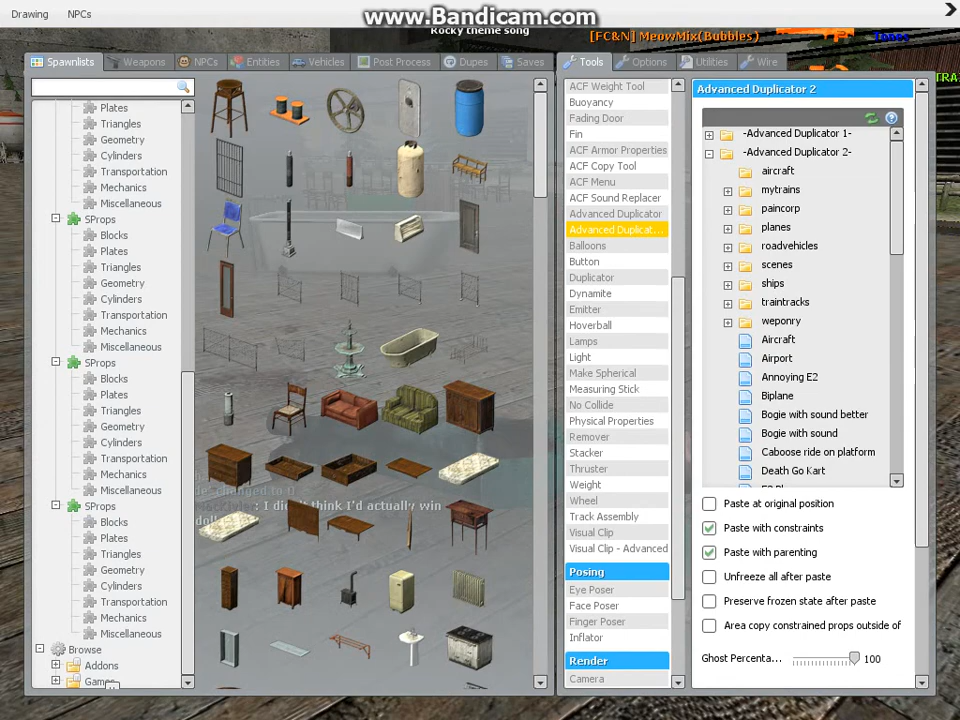 Drawing NPCs
www.Bandicam.com
Rocky theme song
[FC&N] MeowMix(Bubbles)
Spawnlists Weapons NPCs Entities Vehicles Post Process Dupes Saves
Tools Options Utilities Wire
Plates
Triangles
Geometry
Cylinders
Transportation
Mechanics
Miscellaneous
SProps
Blocks
Plates
Triangles
Geometry
Cylinders
Transportation
Mechanics
Miscellaneous
SProps
Blocks
Plates
Triangles
Geometry
Cylinders
Transportation
Mechanics
Miscellaneous
SProps
Blocks
Plates
Triangles
Geometry
Cylinders
Transportation
Mechanics
Miscellaneous
Browse
Addons
Games
: I didn't think I'd actually win
ACF Weight Tool
Buoyancy
Fading Door
Fin
ACF Armor Properties
ACF Copy Tool
ACF Menu
ACF Sound Replacer
Advanced Duplicator
Advanced Duplicat...
Balloons
Button
Duplicator
Dynamite
Emitter
Hoverball
Lamps
Light
Make Spherical
Measuring Stick
No Collide
Physical Properties
Remover
Stacker
Thruster
Weight
Wheel
Track Assembly
Visual Clip
Visual Clip - Advanced
Posing
Eye Poser
Face Poser
Finger Poser
Inflator
Render
Camera
Advanced Duplicator 2
-Advanced Duplicator 1-
-Advanced Duplicator 2-
aircraft
mytrains
paincorp
planes
roadvehicles
scenes
ships
traintracks
weponry
Aircraft
Airport
Annoying E2
Biplane
Bogie with sound better
Bogie with sound
Caboose ride on platform
Death Go Kart
Paste at original position
Paste with constraints
Paste with parenting
Unfreeze all after paste
Preserve frozen state after paste
Area copy constrained props outside of
Ghost Percenta... 100